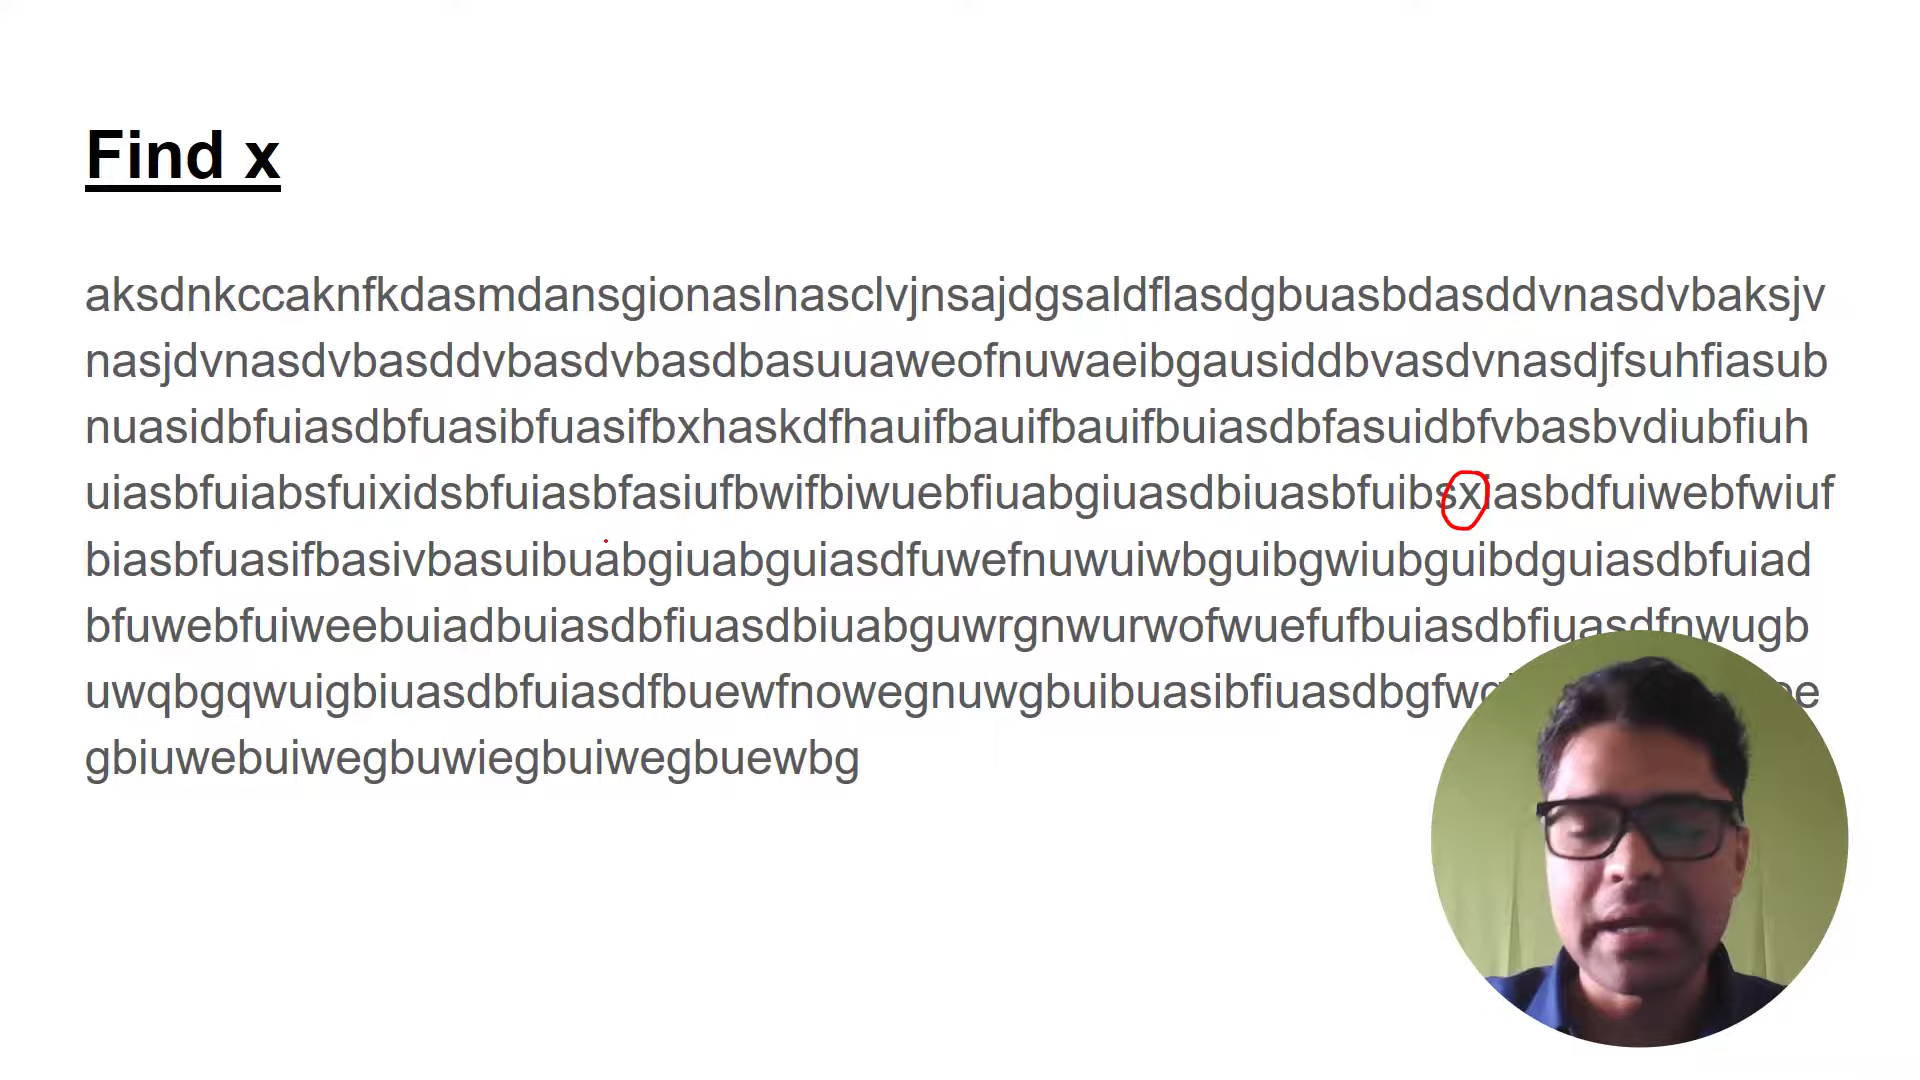 Find x
aksdnkccaknfkdasmdansgionaslnasclvjnsajdgsaldflasdgbuasbdasddvnasdvbaksjv
nasjdvnasdvbasddvbasdvbasdbasuuaweofnuwaeibgausiddbvasdvnasdjfsuhfiasub
nuasidbfuiasdbfuasibfuasifbxhaskdfhauifbauifbauifbuiasdbfasuidbfvbasbvdiubfiuh
uiasbfuiabsfuixidsbfuiasbfasiufbwifbiwuebfiuabgiuasdbiuasbfuibsxiasbdfuiwebfwiuf
biasbfuasifbasivbasuibuabgiuabguiasdfuwefnuwuiwbguibgwiubguibdguiasdbfuiad
bfuwebfuiweebuiadbuiasdbfiuasdbiuabguwrgnwurwofwuefufbuiasdbfiuasdfnwugb
uwqbgqwuigbiuasdbfuiasdfbuewfnowegnuwgbuibuasibfiuasdbgfw
gbiuwebuiwegbuwiegbuiwegbuewbg